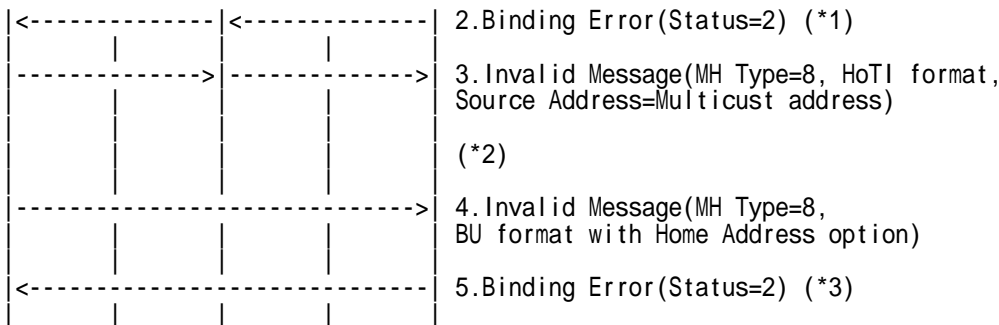 2.Binding Error(Status=2) (*1)
3.Invalid Message(MH Type=8, HoTI format,
Source Address=Multicust address)
(*2)
4.Invalid Message(MH Type=8,
BU format with Home Address option)
5.Binding Error(Status=2) (*3)